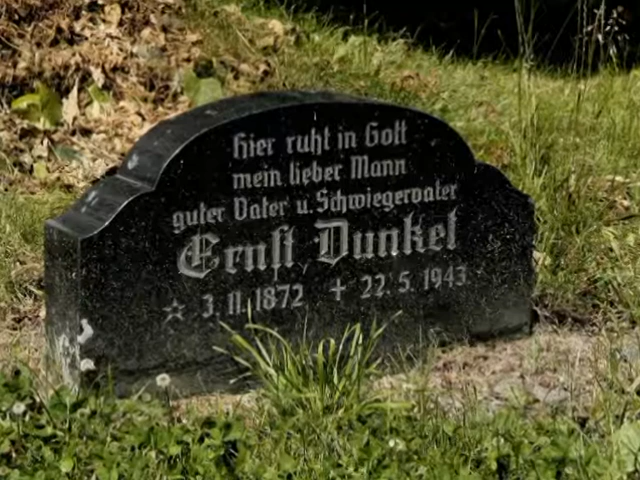 Hier ruht in Gott
mein lieber Mann
guter Vater u. Schwiegervater
Ernst Dunkel
☆ 3. 11. 1872 ✝ 22. 5. 1943